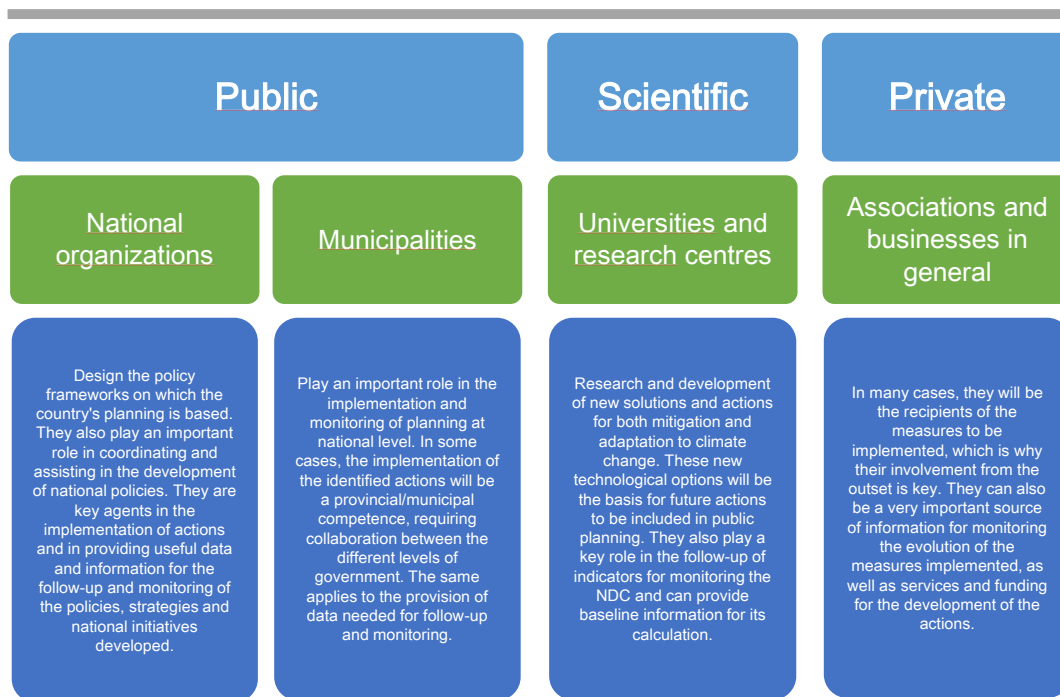 Public
Scientific
Private
National
organizations
Municipalities
Universities and
research centres
Associations and
businesses in
general
Design the policy
frameworks on which the
country's planning is based.
They also play an important
role in coordinating and
assisting in the development
of national policies. They are
key agents in the
implementation of actions
and in providing useful data
and information for the
follow-up and monitoring of
the policies, strategies and
national initiatives
developed.
Play an important role in the
implementation and
monitoring of planning at
national level. In some
cases, the implementation of
the identified actions will be
a provincial/municipal
competence, requiring
collaboration between the
different levels of
government. The same
applies to the provision of
data needed for follow-up
and monitoring.
Research and development
of new solutions and actions
for both mitigation and
adaptation to climate
change. These new
technological options will be
the basis for future actions
to be included in public
planning. They also play a
key role in the follow-up of
indicators for monitoring the
NDC and can provide
baseline information for its
calculation.
In many cases, they will be
the recipients of the
measures to be
implemented, which is why
their involvement from the
outset is key. They can also
be a very important source
of information for monitoring
the evolution of the
measures implemented, as
well as services and funding
for the development of the
actions.